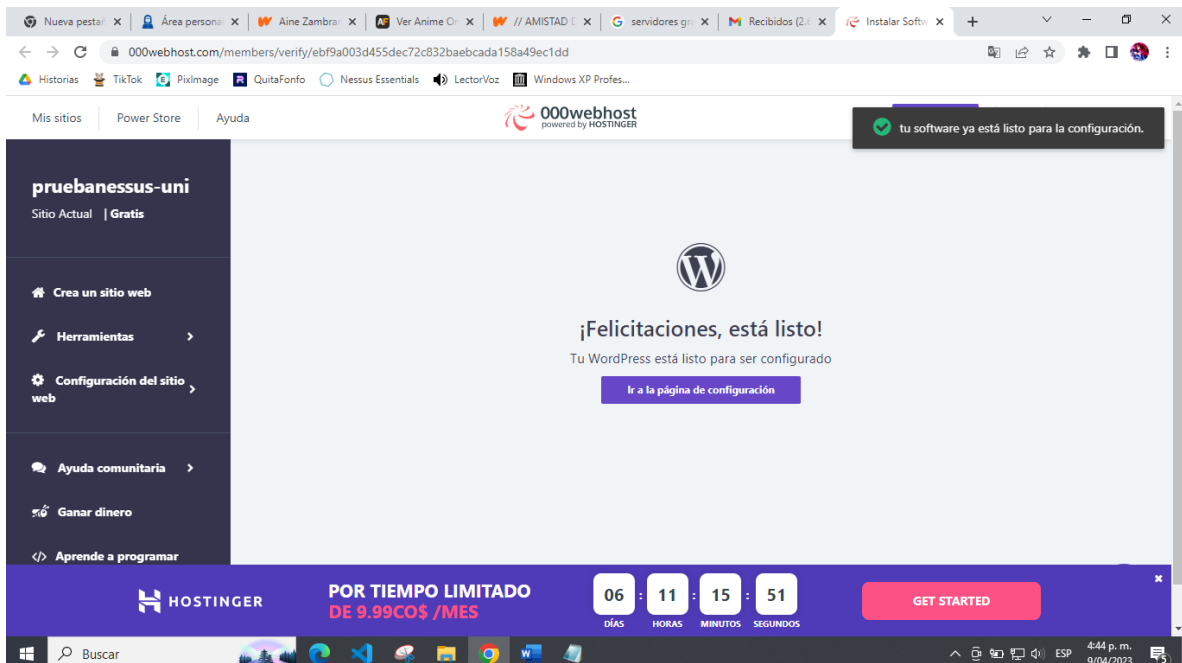 Nueva pestañ
Área persona
Aine Zambran
Ver Anime On
// AMISTAD D
servidores gr
Recibidos (2.6
Instalar Softw
000webhost.com/members/verify/ebf9a003d455dec72c832baebcada158a49ec1dd
Historias TikTok PixImage QuitaFonfo Nessus Essentials LectorVoz Windows XP Profes...
Mis sitios Power Store Ayuda
000webhost
powered by HOSTINGER
tu software ya está listo para la configuración.
pruebanessus-uni
Sitio Actual | Gratis
Crea un sitio web
Herramientas
Configuración del sitio
web
Ayuda comunitaria
Ganar dinero
</> Aprende a programar
¡Felicitaciones, está listo!
Tu WordPress está listo para ser configurado
Ir a la página de configuración
HOSTINGER
POR TIEMPO LIMITADO
DE 9.99CO$ /MES
06 : 11 : 15 : 51
DÍAS HORAS MINUTOS SEGUNDOS
GET STARTED
Buscar
ESP
4:44 p. m.
9/04/2023